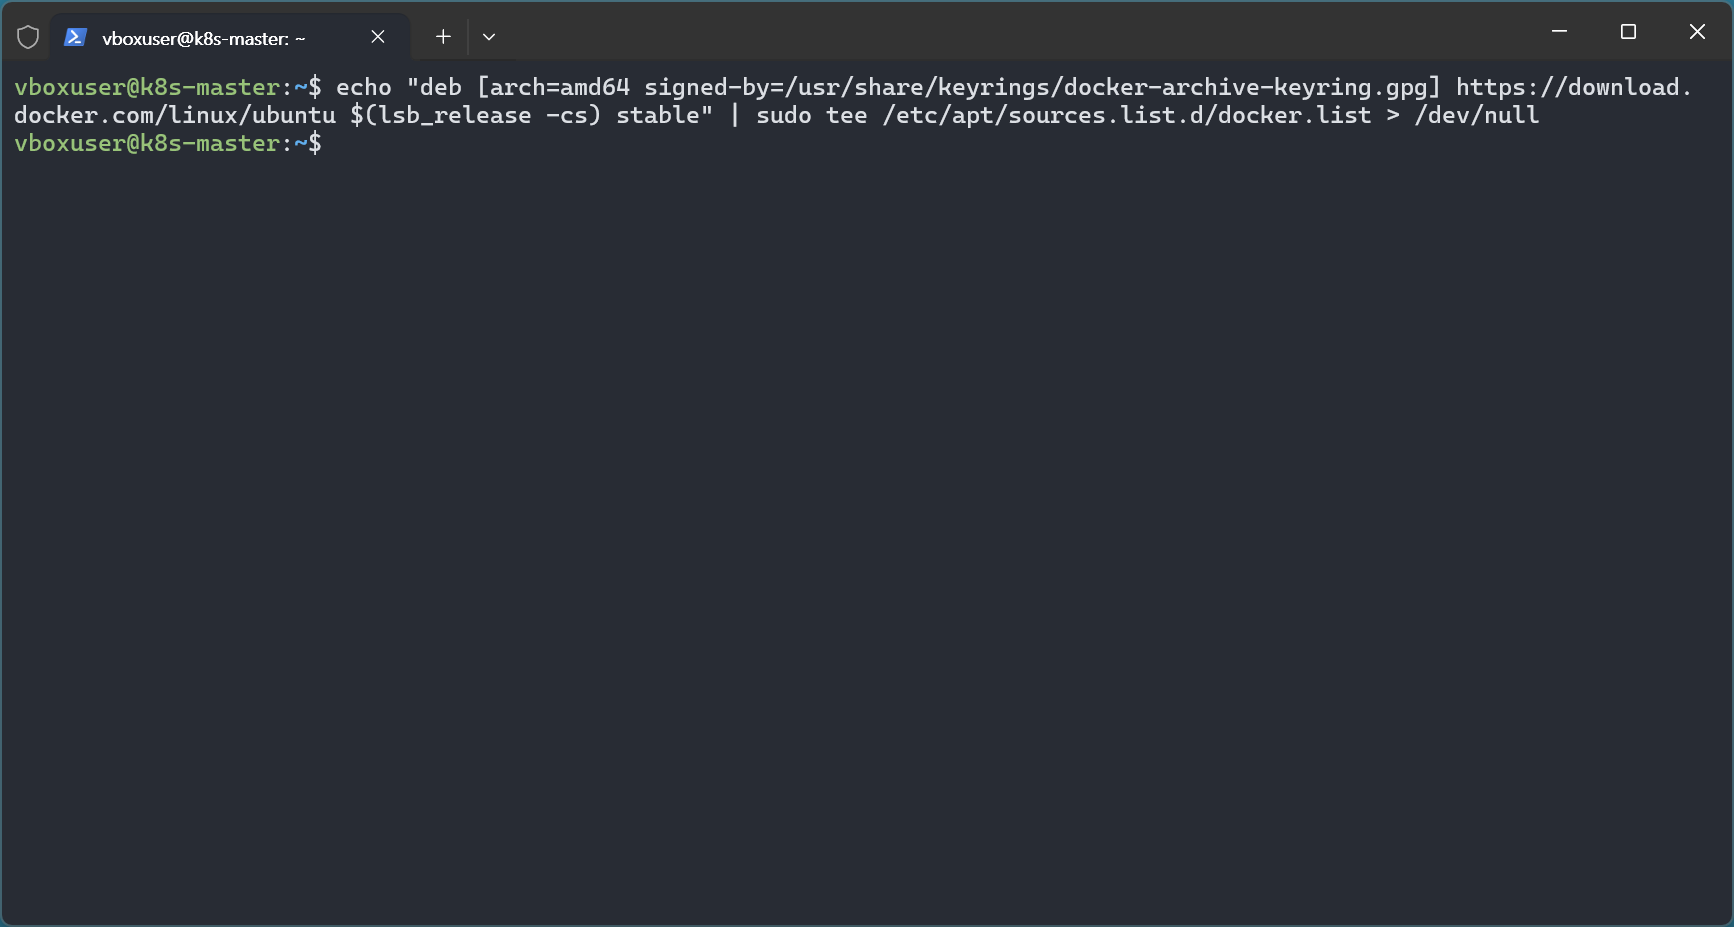 vboxuser@k8s-master: ~
vboxuser@k8s-master:~$ echo "deb [arch=amd64 signed-by=/usr/share/keyrings/docker-archive-keyring.gpg] https://download.
docker.com/linux/ubuntu $(lsb_release -cs) stable" | sudo tee /etc/apt/sources.list.d/docker.list > /dev/null
vboxuser@k8s-master:~$